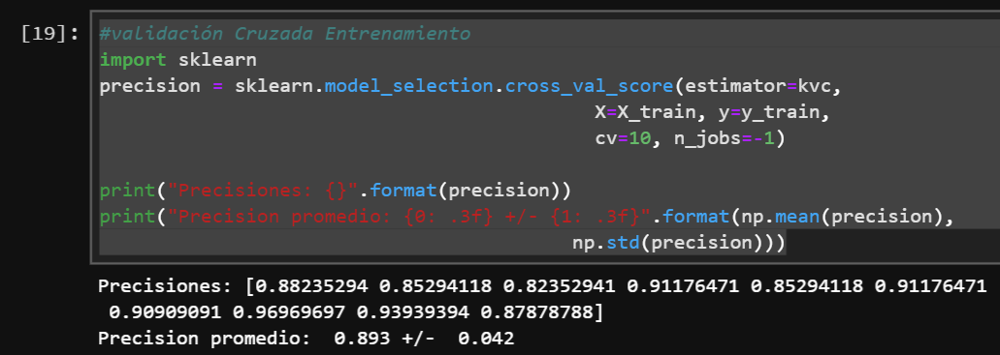 [19]: #validación Cruzada Entrenamiento
import sklearn
precision = sklearn.model_selection.cross_val_score(estimator=kvc,
X=X_train, y=y_train,
cv=10, n_jobs=-1)
print("Precisiones: {}".format(precision))
print("Precision promedio: {0: .3f} +/- {1: .3f}".format(np.mean(precision),
np.std(precision)))
Precisiones: [0.88235294 0.85294118 0.82352941 0.91176471 0.85294118 0.91176471
0.90909091 0.96969697 0.93939394 0.87878788]
Precision promedio:  0.893 +/-  0.042